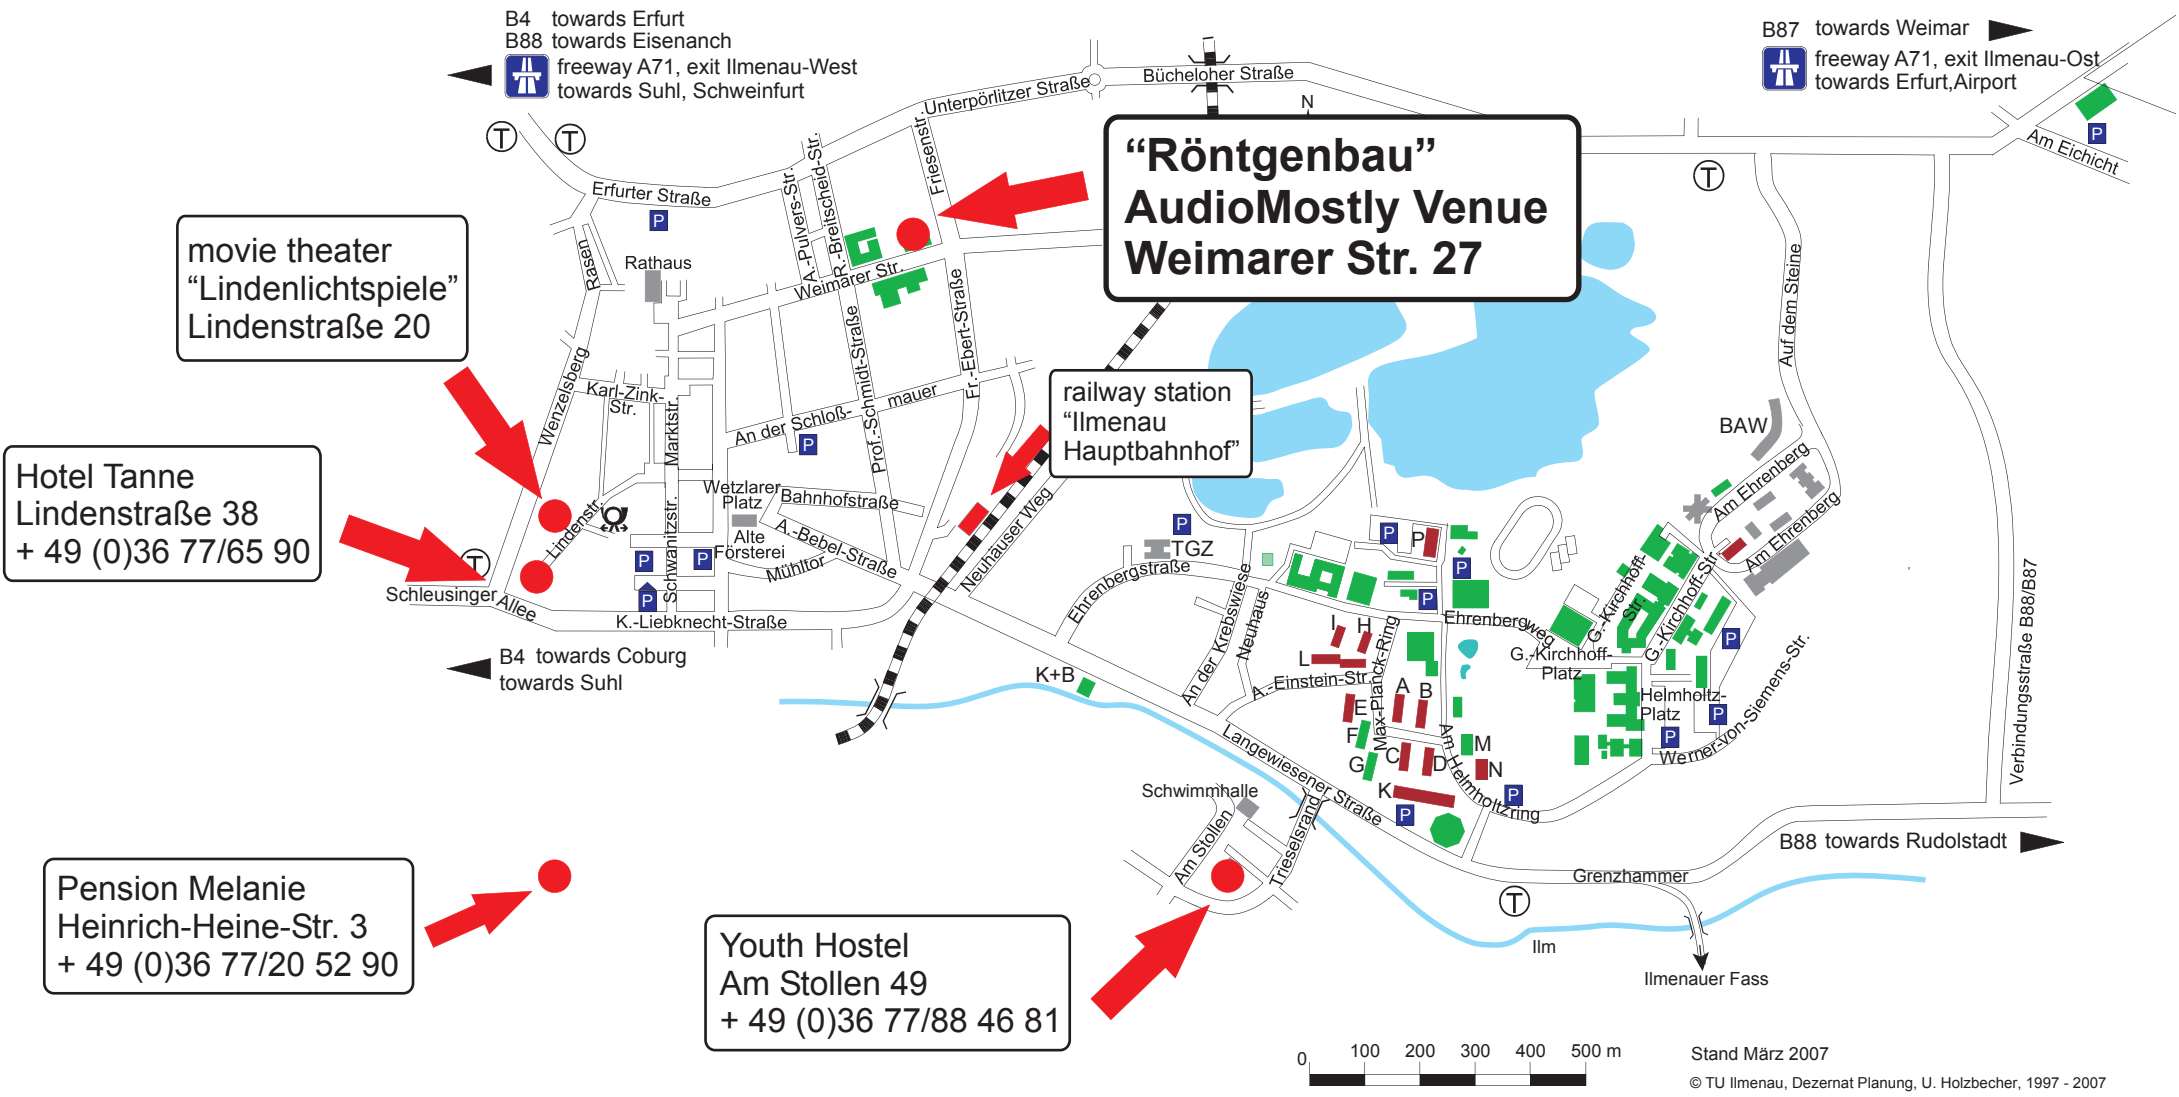 B4 towards Erfurt
B88 towards Eisenanch
freeway A71, exit Ilmenau-West
towards Suhl, Schweinfurt
B87 towards Weimar
freeway A71, exit Ilmenau-Ost
towards Erfurt,Airport
Bücheloher Straße
Unterpörlitzer Straße
N
T
T
T
P
Am Eichicht
“Röntgenbau”
AudioMostly Venue
Weimarer Str. 27
Erfurter Straße
P
A.-Pulvers-Str.
R.-Breitscheid-Str.
Friesenstr.
movie theater
“Lindenlichtspiele”
Lindenstraße 20
Rasen
Rathaus
Weimarer Str.
Auf dem Steine
Wenzelsberg
Karl-Zink-
Str.
Marktstr.
Prof.-Schmidt-Straße
Fr.-Ebert-Straße
An der Schloß-
mauer
P
railway station
“Ilmenau
Hauptbahnhof”
BAW
Hotel Tanne
Lindenstraße 38
+ 49 (0)36 77/65 90
Wetzlarer
Platz
Bahnhofstraße
Lindenstr.
Alte
Försterei
A.-Bebel-Straße
Mühltor
Schwanitzstr.
P
P
P
Neuhäuser Weg
T
Schleusinger Allee
K.-Liebknecht-Straße
B4 towards Coburg
towards Suhl
P
TGZ
Ehrenbergstraße
P
P
P
P
Am Ehrenberg
Am Ehrenberg
Ehrenbergweg
G.-Kirchhoff-
Str.
G.-Kirchhoff-Str.
G.-Kirchhoff-
Platz
P
An der Krebswiese
Neuhaus
I
H
L
A.-Einstein-Str.
Max-Planck-Ring
A
B
E
F
G
C
D
K
M
N
K+B
Helmholtz-
Platz
P
P
Werner-von-Siemens-Str.
Verbindungsstraße B88/B87
Langewiesener Straße
Am Helmholtzring
P
P
Schwimmhalle
Am Stollen
Trieselsrand
B88 towards Rudolstadt
Grenzhammer
T
Ilm
Ilmenauer Fass
Pension Melanie
Heinrich-Heine-Str. 3
+ 49 (0)36 77/20 52 90
Youth Hostel
Am Stollen 49
+ 49 (0)36 77/88 46 81
0 100 200 300 400 500 m
Stand März 2007
© TU Ilmenau, Dezernat Planung, U. Holzbecher, 1997 - 2007